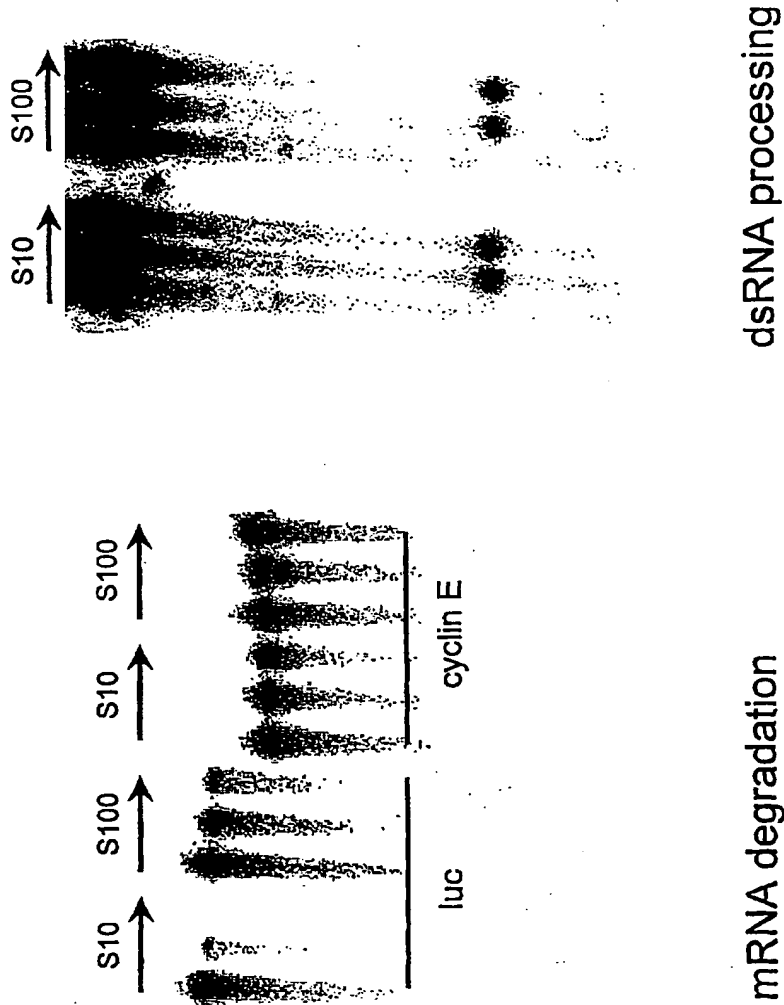 S10
S100
S10
S100
luc
cyclin E
mRNA degradation
S10
S100
dsRNA processing